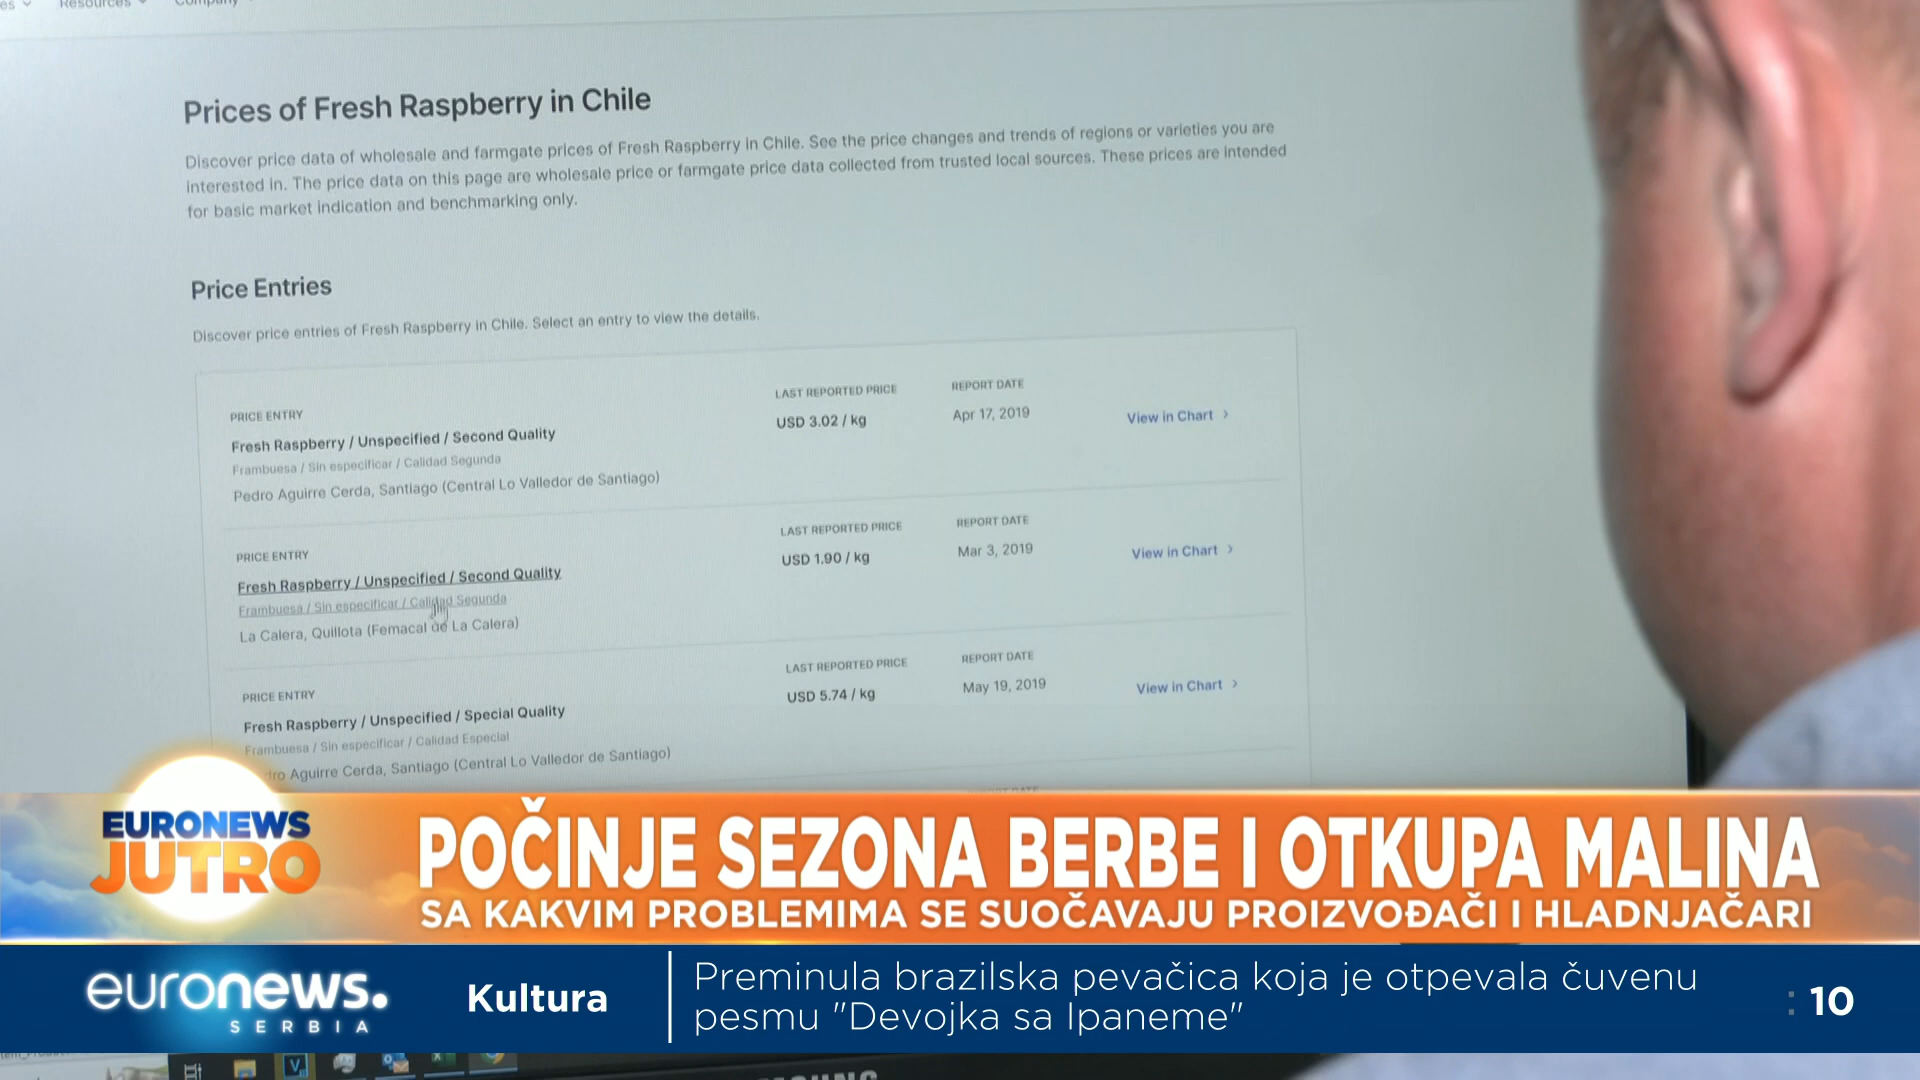 Resources
Company
Prices of Fresh Raspberry in Chile
Discover price data of wholesale and farmgate prices of Fresh Raspberry in Chile. See the price changes and trends of regions or varieties you are
interested in. The price data on this page are wholesale price or farmgate price data collected from trusted local sources. These prices are intended
for basic market indication and benchmarking only.
Price Entries
Discover price entries of Fresh Raspberry in Chile. Select an entry to view the details.
PRICE ENTRY
LAST REPORTED PRICE
REPORT DATE
Fresh Raspberry / Unspecified / Second Quality
USD 3.02 / kg
Apr 17, 2019
View in Chart >
Frambuesa / Sin especificar / Calidad Segunda
Pedro Aguirre Cerda, Santiago (Central Lo Valledor de Santiago)
PRICE ENTRY
LAST REPORTED PRICE
REPORT DATE
Fresh Raspberry / Unspecified / Second Quality
USD 1.90 / kg
Mar 3, 2019
View in Chart >
Frambuesa / Sin especificar / Calidad Segunda
La Calera, Quillota (Femacal de La Calera)
PRICE ENTRY
LAST REPORTED PRICE
REPORT DATE
Fresh Raspberry / Unspecified / Special Quality
USD 5.74 / kg
May 19, 2019
View in Chart >
Frambuesa / Sin especificar / Calidad Especial
Aguirre Cerda, Santiago (Central Lo Valledor de Santiago)
EURONEWS
JUTRO
POČINJE SEZONA BERBE I OTKUPA MALINA
SA KAKVIM PROBLEMIMA SE SUOČAVAJU PROIZVOĐAČI I HLADNJAČARI
euronews.
SERBIA
Kultura
Preminula brazilska pevačica koja je otpevala čuvenu
pesmu "Devojka sa Ipaneme"
: 10